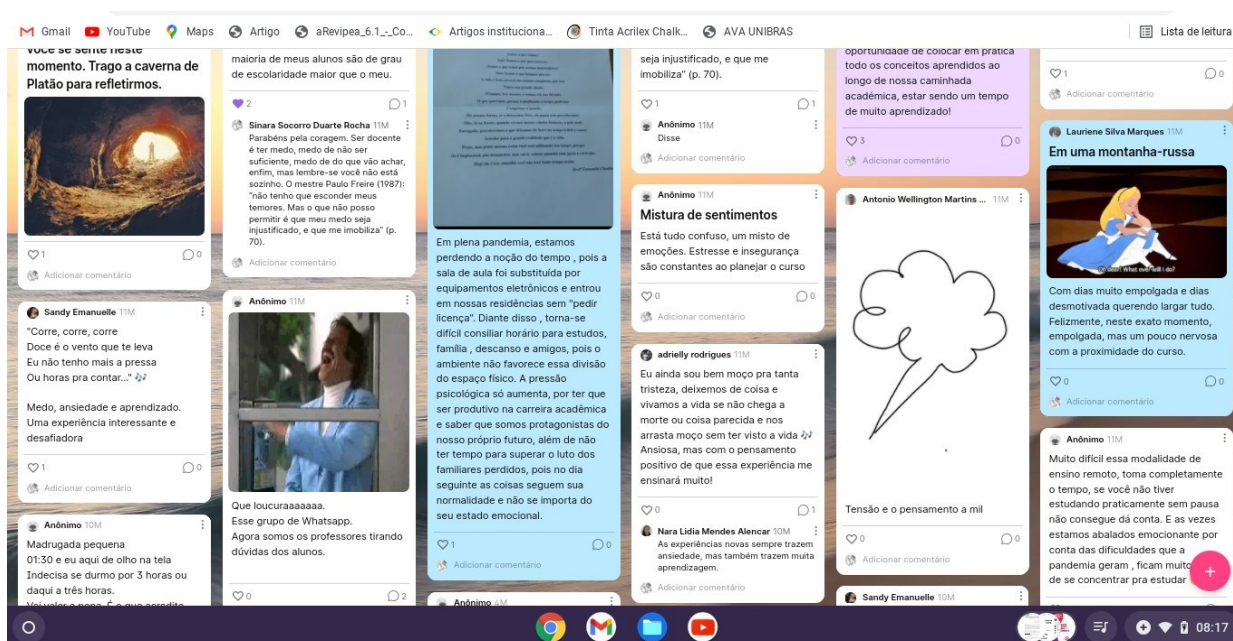 Gmail
YouTube
Maps
Artigo
aRevipea_6.1_-_Co...
Artigos instituciona...
Tinta Acrilex Chalk...
AVA UNIBRAS
Lista de leitura
você se sente neste
momento. Trago a caverna de
Platão para refletirmos.
1
0
Adicionar comentário
Sandy Emanuelle 11M
"Corre, corre, corre
Doce é o vento que te leva
Eu não tenho mais a pressa
Ou horas pra contar..." 🎶
Medo, ansiedade e aprendizado.
Uma experiência interessante e
desafiadora
1
0
Adicionar comentário
Anônimo 10M
Madrugada pequena
01:30 e eu aqui de olho na tela
Indecisa se durmo por 3 horas ou
daqui a três horas.
Vai valer a pena. É o que acredito
maioria de meus alunos são de grau
de escolaridade maior que o meu.
2
1
Sinara Socorro Duarte Rocha 11M
Parabéns pela coragem. Ser docente
é ter medo, medo de não ser
suficiente, medo de do que vão achar,
enfim, mas lembre-se você não está
sozinho. O mestre Paulo Freire (1987):
"não tenho que esconder meus
temores. Mas o que não posso
permitir é que meu medo seja
injustificado, e que me imobiliza" (p.
70).
Adicionar comentário
Anônimo 11M
Que loucuraaaaaaa.
Esse grupo de Whatsapp.
Agora somos os professores tirando
dúvidas dos alunos.
0
2
Em plena pandemia, estamos
perdendo a noção do tempo , pois a
sala de aula foi substituída por
equipamentos eletrônicos e entrou
em nossas residências sem "pedir
licença". Diante disso , torna-se
difícil consiliar horário para estudos,
família , descanso e amigos, pois o
ambiente não favorece essa divisão
do espaço físico. A pressão
psicológica só aumenta, por ter que
ser produtivo na carreira acadêmica
e saber que somos protagonistas do
nosso próprio futuro, além de não
ter tempo para superar o luto dos
familiares perdidos, pois no dia
seguinte as coisas seguem sua
normalidade e não se importa do
seu estado emocional.
1
0
Adicionar comentário
Anônimo 4M
seja injustificado, e que me
imobiliza" (p. 70).
1
1
Anônimo 11M
Disse
Adicionar comentário
Anônimo 11M
Mistura de sentimentos
Está tudo confuso, um misto de
emoções. Estresse e insegurança
são constantes ao planejar o curso
0
0
Adicionar comentário
adrielly rodrigues 11M
Eu ainda sou bem moço pra tanta
tristeza, deixemos de coisa e
vivamos a vida se não chega a
morte ou coisa parecida e nos
arrasta moço sem ter visto a vida 🎶
Ansiosa, mas com o pensamento
positivo de que essa experiência me
ensinará muito!
0
1
Nara Lidia Mendes Alencar 10M
As experiências novas sempre trazem
ansiedade, mas também trazem muita
aprendizagem.
Adicionar comentário
oportunidade de colocar em prática
todo os conceitos aprendidos ao
longo de nossa caminhada
académica, estar sendo um tempo
de muito aprendizado!
3
0
Adicionar comentário
Antonio Wellington Martins ... 11M
Tensão e o pensamento a mil
0
0
Adicionar comentário
Sandy Emanuelle 10M
1
0
Adicionar comentário
Lauriene Silva Marques 11M
Em uma montanha-russa
What ever will I do?
Com dias muito empolgada e dias
desmotivada querendo largar tudo.
Felizmente, neste exato momento,
empolgada, mas um pouco nervosa
com a proximidade do curso.
0
0
Adicionar comentário
Anônimo 11M
Muito difícil essa modalidade de
ensino remoto, toma completamente
o tempo, se você não tiver
estudando praticamente sem pausa
não consegue dá conta. E as vezes
estamos abalados emocionante por
conta das dificuldades que a
pandemia geram , ficam muito
de se concentrar pra estudar
08:17